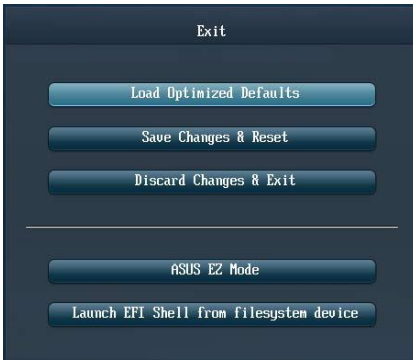 Exit
Load Optimized Defaults
Save Changes & Reset
Discard Changes & Exit
ASUS EZ Mode
Launch EFI Shell from filesystem device